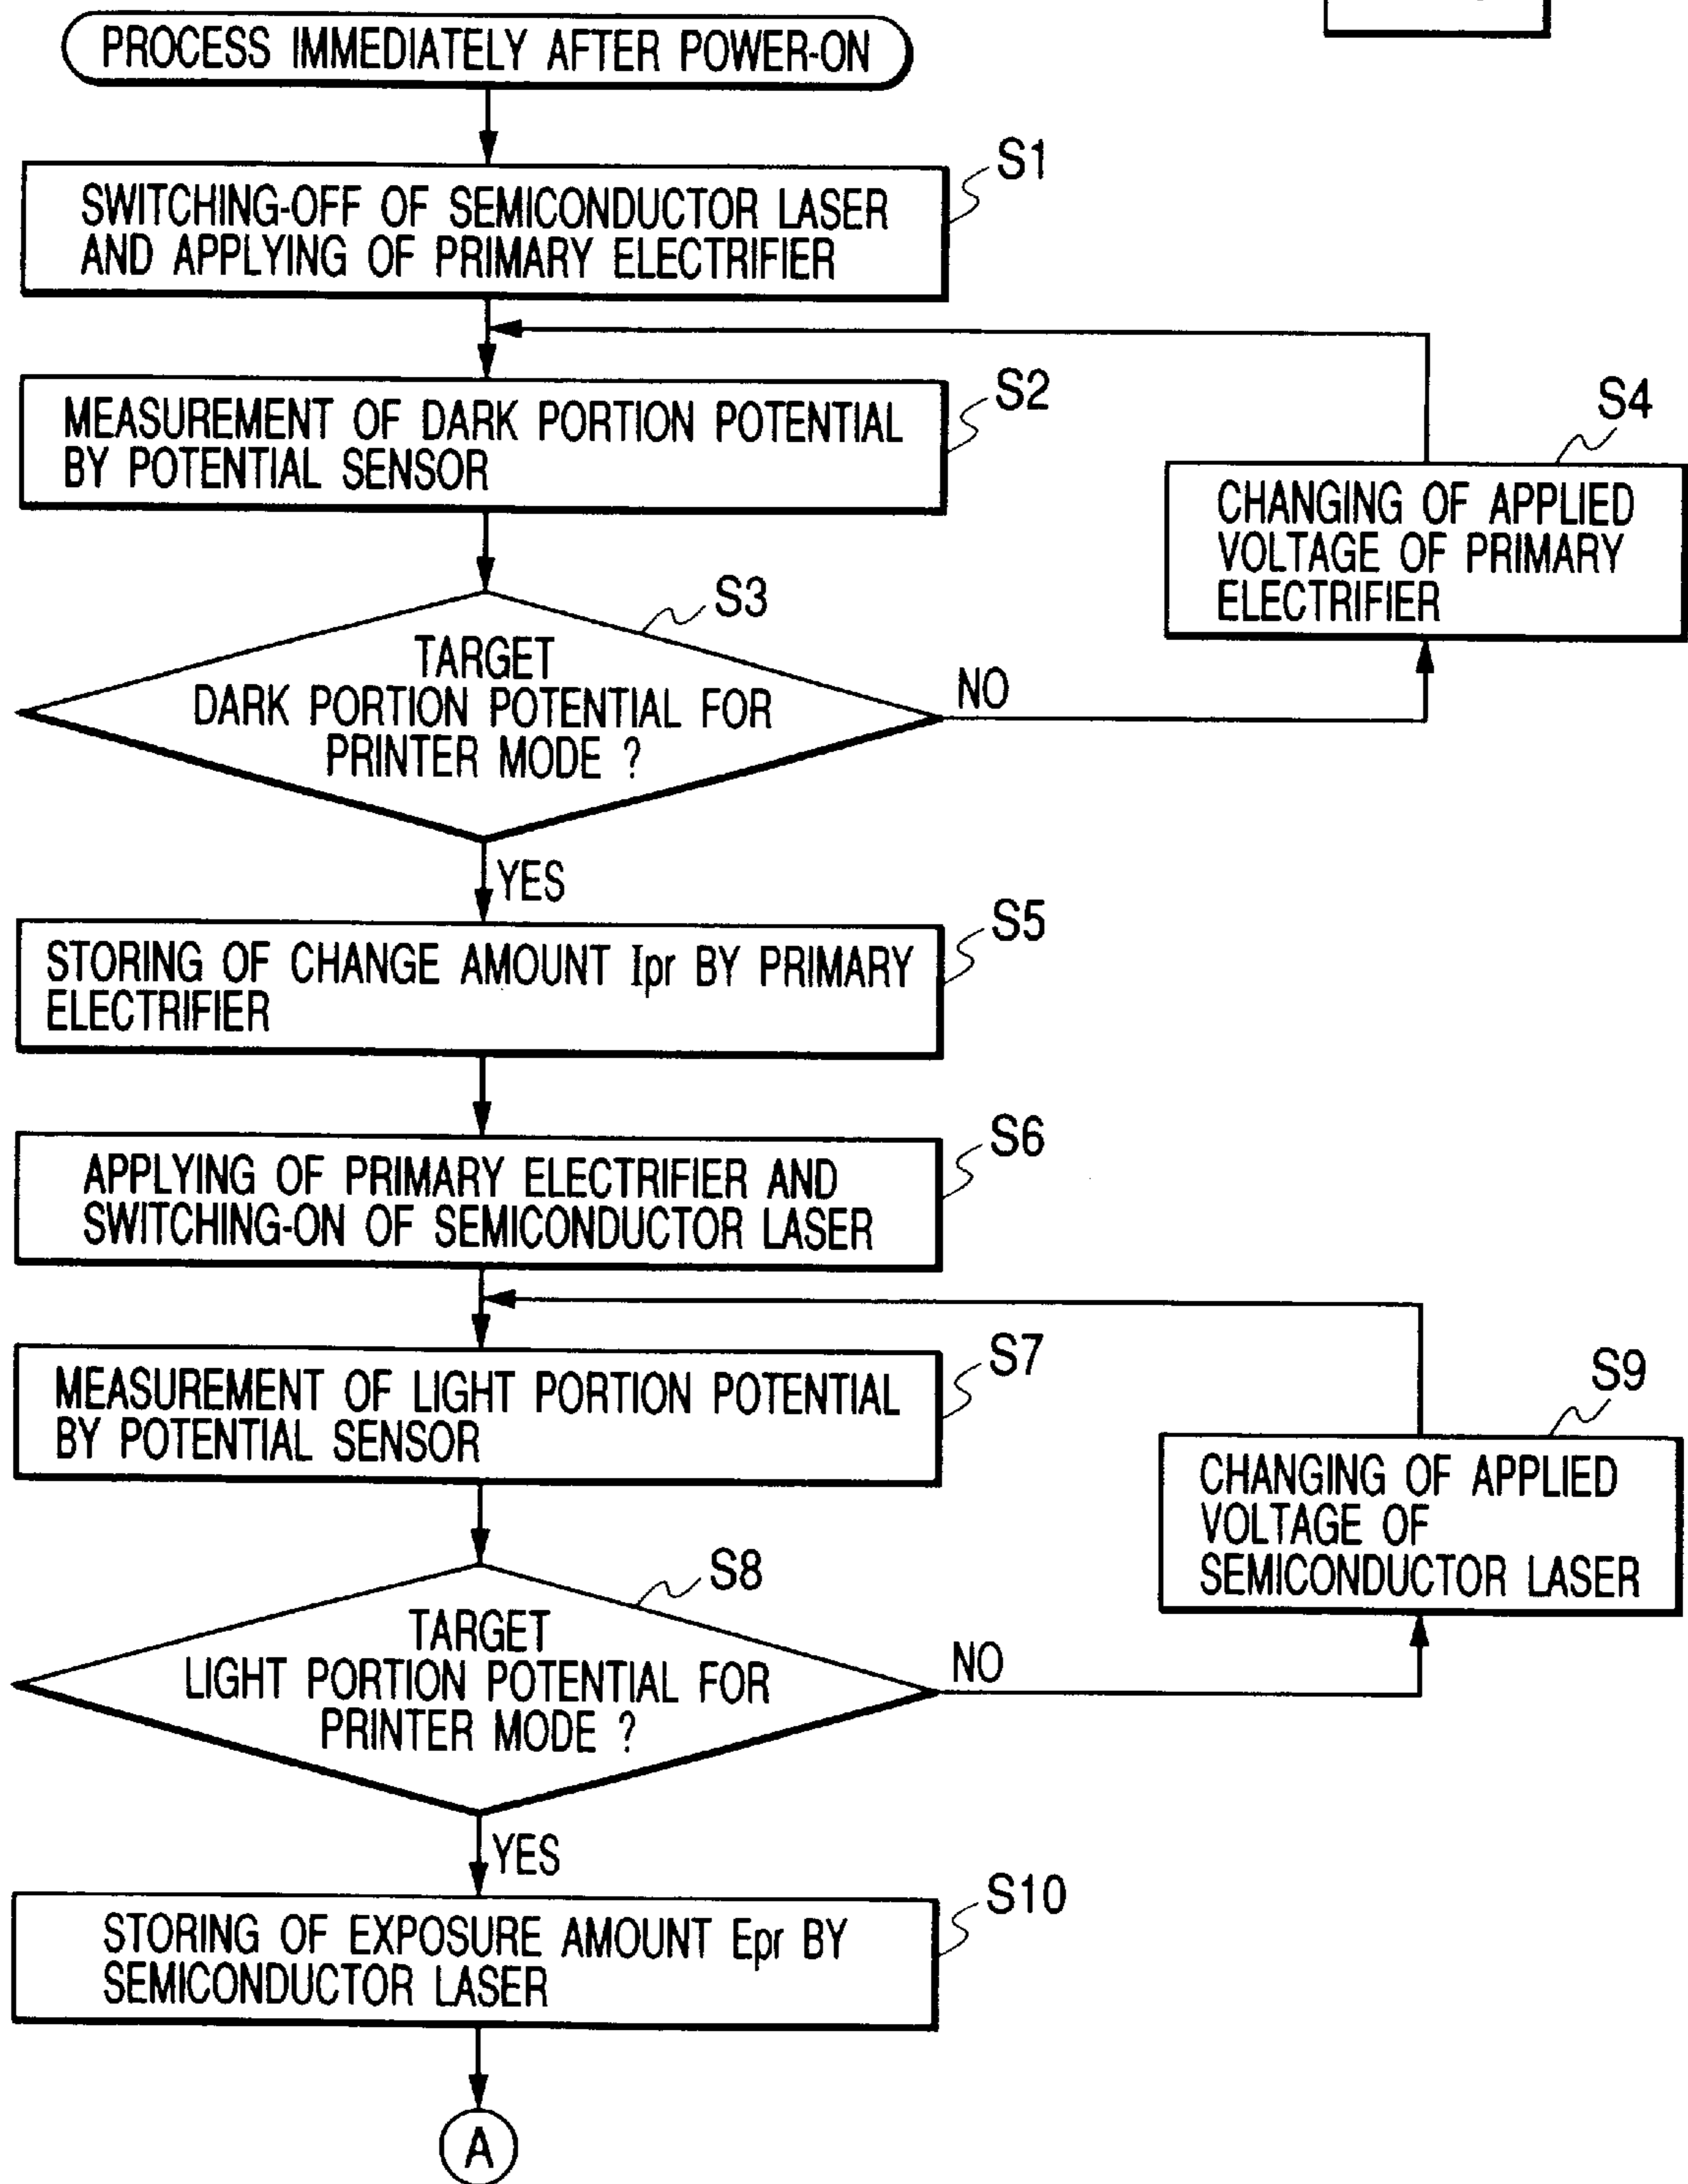 PROCESS IMMEDIATELY AFTER POWER-ON
S1
SWITCHING-OFF OF SEMICONDUCTOR LASER
AND APPLYING OF PRIMARY ELECTRIFIER
S2
MEASUREMENT OF DARK PORTION POTENTIAL
BY POTENTIAL SENSOR
S4
CHANGING OF APPLIED
VOLTAGE OF PRIMARY
ELECTRIFIER
S3
TARGET
DARK PORTION POTENTIAL FOR
PRINTER MODE ?
NO
YES
S5
STORING OF CHANGE AMOUNT Ipr BY PRIMARY
ELECTRIFIER
S6
APPLYING OF PRIMARY ELECTRIFIER AND
SWITCHING-ON OF SEMICONDUCTOR LASER
S7
MEASUREMENT OF LIGHT PORTION POTENTIAL
BY POTENTIAL SENSOR
S9
CHANGING OF APPLIED
VOLTAGE OF
SEMICONDUCTOR LASER
S8
TARGET
LIGHT PORTION POTENTIAL FOR
PRINTER MODE ?
NO
YES
S10
STORING OF EXPOSURE AMOUNT Epr BY
SEMICONDUCTOR LASER
A